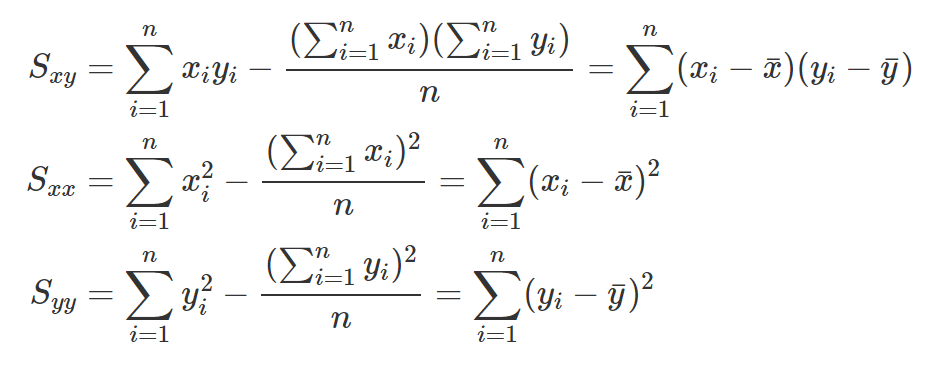 $S_{xy} = \sum_{i=1}^{n} x_i y_i - \frac{(\sum_{i=1}^{n} x_i)(\sum_{i=1}^{n} y_i)}{n} = \sum_{i=1}^{n} (x_i - \bar{x})(y_i - \bar{y})$
$S_{xx} = \sum_{i=1}^{n} x_i^2 - \frac{(\sum_{i=1}^{n} x_i)^2}{n} = \sum_{i=1}^{n} (x_i - \bar{x})^2$
$S_{yy} = \sum_{i=1}^{n} y_i^2 - \frac{(\sum_{i=1}^{n} y_i)^2}{n} = \sum_{i=1}^{n} (y_i - \bar{y})^2$